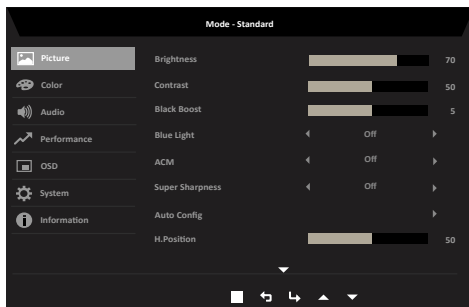 Mode - Standard
Picture
Brightness 70
Color
Contrast 50
Audio
Black Boost 5
Performance
Blue Light Off
OSD
ACM Off
System
Super Sharpness Off
Information
Auto Config
H.Position 50